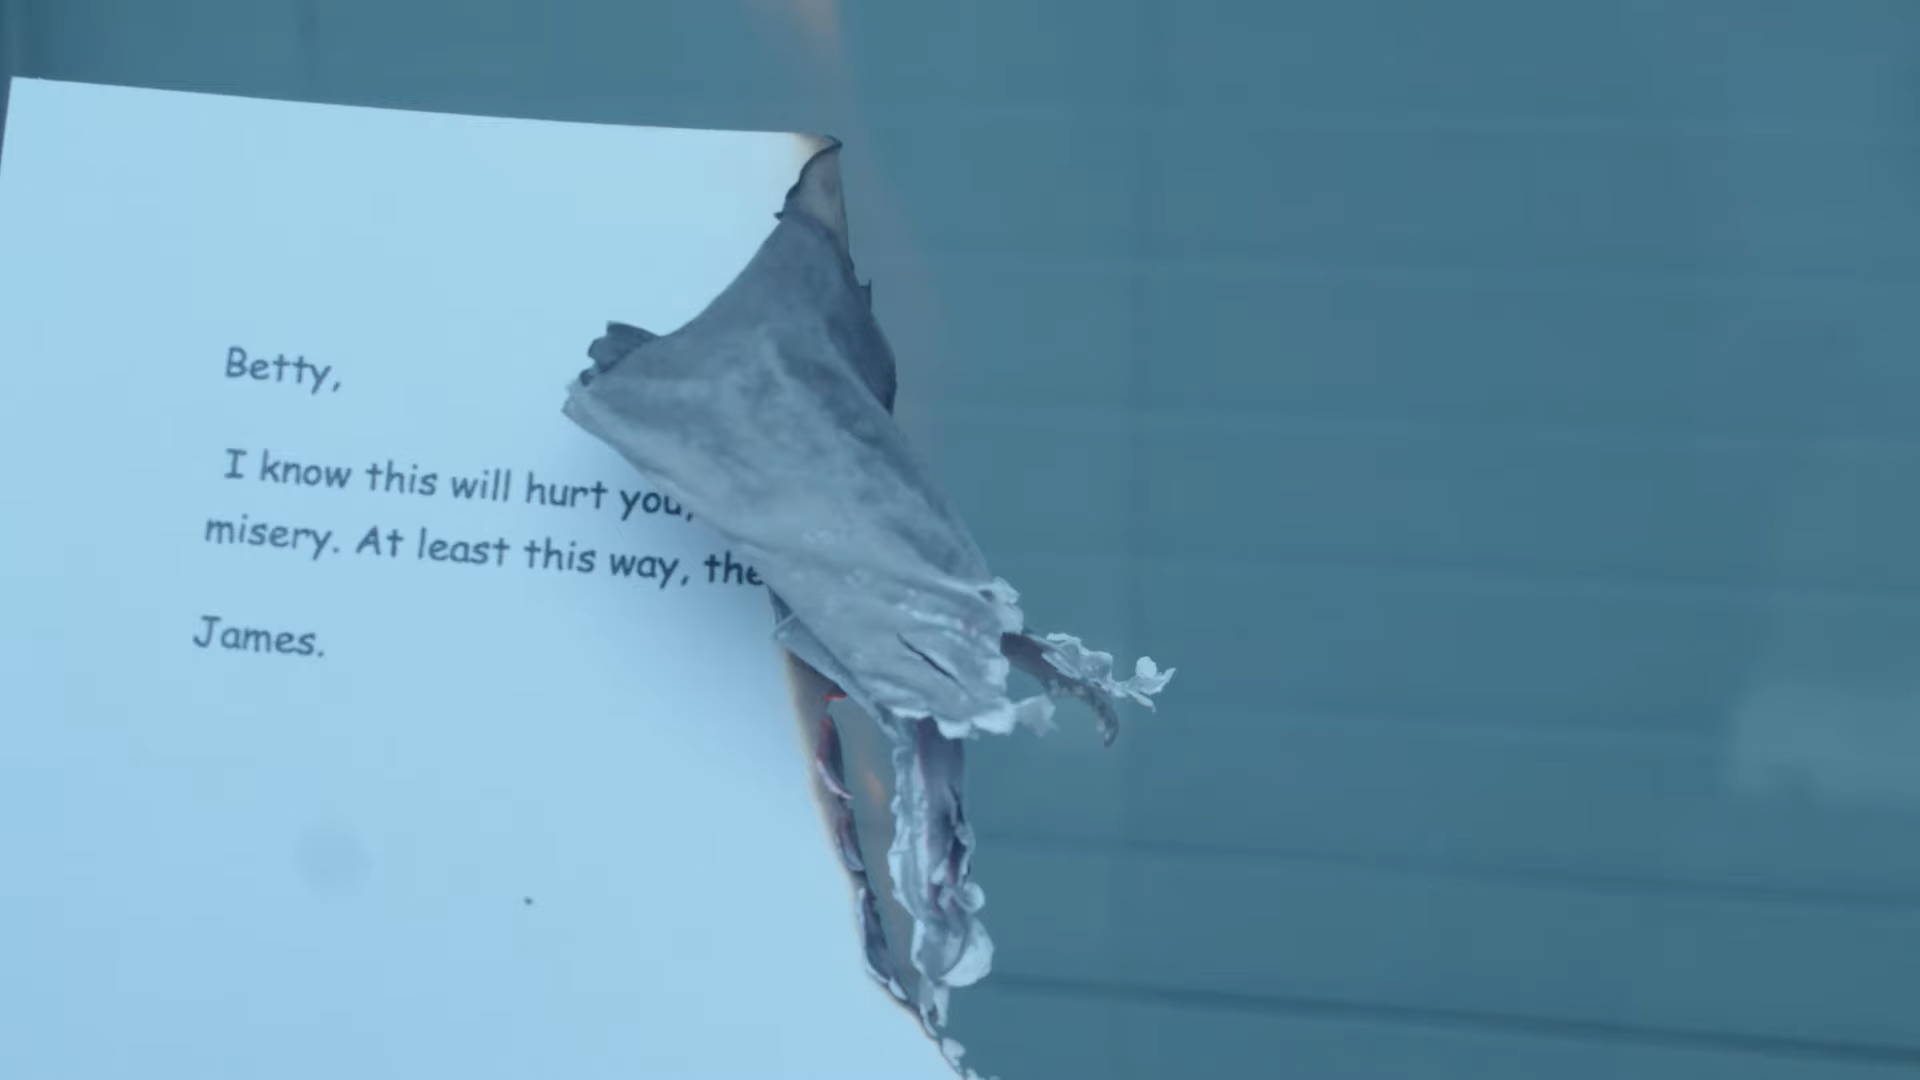 Betty,
I know this will hurt you,
misery. At least this way, the
James.